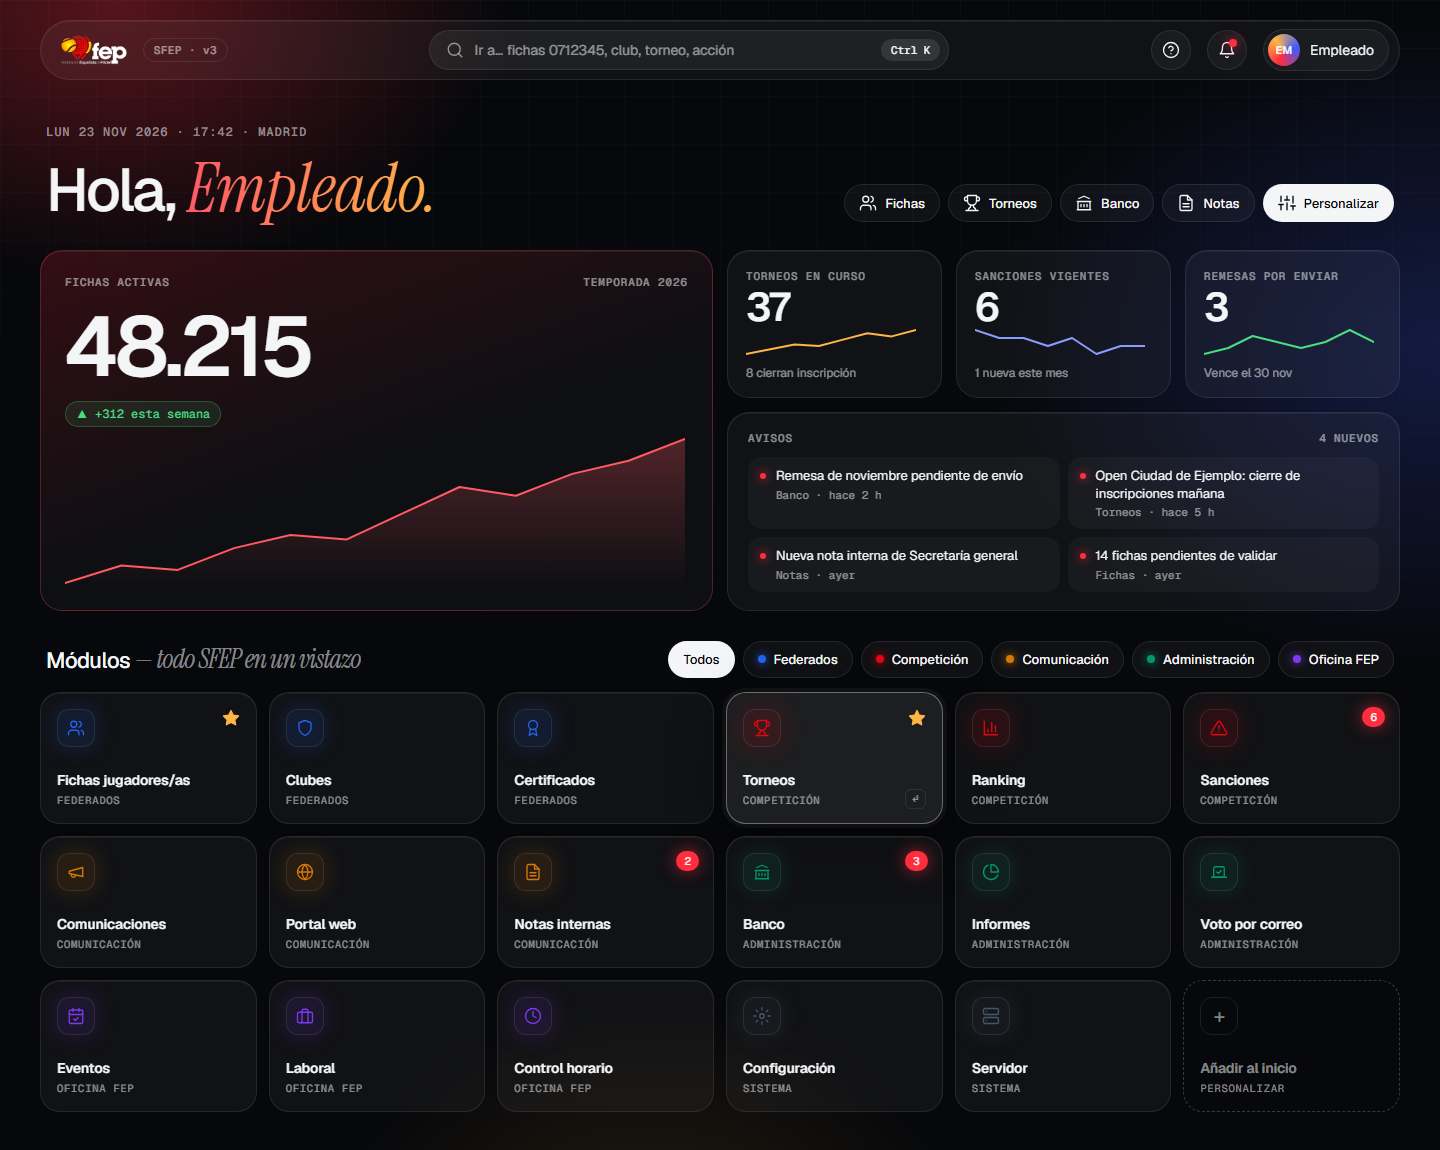 fep
SFEP · v3
Ir a... fichas 0712345, club, torneo, acción
Ctrl K
EM
Empleado
LUN 23 NOV 2026 · 17:42 · MADRID
Hola, Empleado.
Fichas
Torneos
Banco
Notas
Personalizar
FICHAS ACTIVAS
TEMPORADA 2026
48.215
▲ +312 esta semana
TORNEOS EN CURSO
37
8 cierran inscripción
SANCIONES VIGENTES
6
1 nueva este mes
REMESAS POR ENVIAR
3
Vence el 30 nov
AVISOS
4 NUEVOS
Remesa de noviembre pendiente de envío
Banco · hace 2 h
Open Ciudad de Ejemplo: cierre de
inscripciones mañana
Torneos · hace 5 h
Nueva nota interna de Secretaría general
Notas · ayer
14 fichas pendientes de validar
Fichas · ayer
Módulos — todo SFEP en un vistazo
Todos
Federados
Competición
Comunicación
Administración
Oficina FEP
Fichas jugadores/as
FEDERADOS
Clubes
FEDERADOS
Certificados
FEDERADOS
Torneos
COMPETICIÓN
Ranking
COMPETICIÓN
6
Sanciones
COMPETICIÓN
Comunicaciones
COMUNICACIÓN
Portal web
COMUNICACIÓN
2
Notas internas
COMUNICACIÓN
3
Banco
ADMINISTRACIÓN
Informes
ADMINISTRACIÓN
Voto por correo
ADMINISTRACIÓN
Eventos
OFICINA FEP
Laboral
OFICINA FEP
Control horario
OFICINA FEP
Configuración
SISTEMA
Servidor
SISTEMA
+
Añadir al inicio
PERSONALIZAR